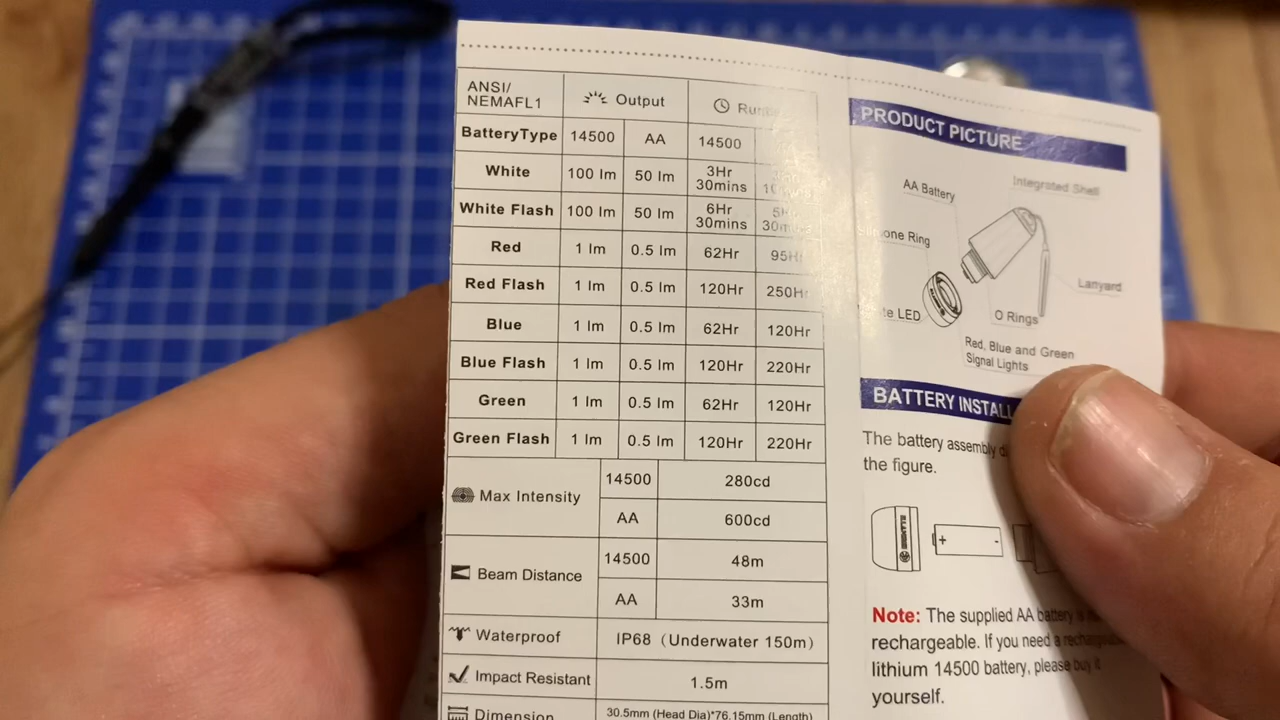 ANSI/
NEMAFL1
Output
BatteryType 14500 AA 14500
White 100 lm 50 lm 3Hr 30mins
White Flash 100 lm 50 lm 6Hr 30mins
Red 1 lm 0.5 lm 62Hr 95H
Red Flash 1 lm 0.5 lm 120Hr 250H
Blue 1 lm 0.5 lm 62Hr 120Hr
Blue Flash 1 lm 0.5 lm 120Hr 220Hr
Green 1 lm 0.5 lm 62Hr 120Hr
Green Flash 1 lm 0.5 lm 120Hr 220Hr
Max Intensity 14500 280cd
AA 600cd
Beam Distance 14500 48m
AA 33m
Waterproof IP68 (Underwater 150m)
Impact Resistant 1.5m
Dimension 30.5mm (Head Dia)*76.15mm (Length)
PRODUCT PICTURE
AA Battery
Integrated Shell
Ring
Lanyard
LED
O Rings
Red, Blue and Green
Signal Lights
BATTERY
The battery assembly
the figure.
+ -
Note: The supplied AA battery is
rechargeable. If you need a
lithium 14500 battery, please buy it
yourself.